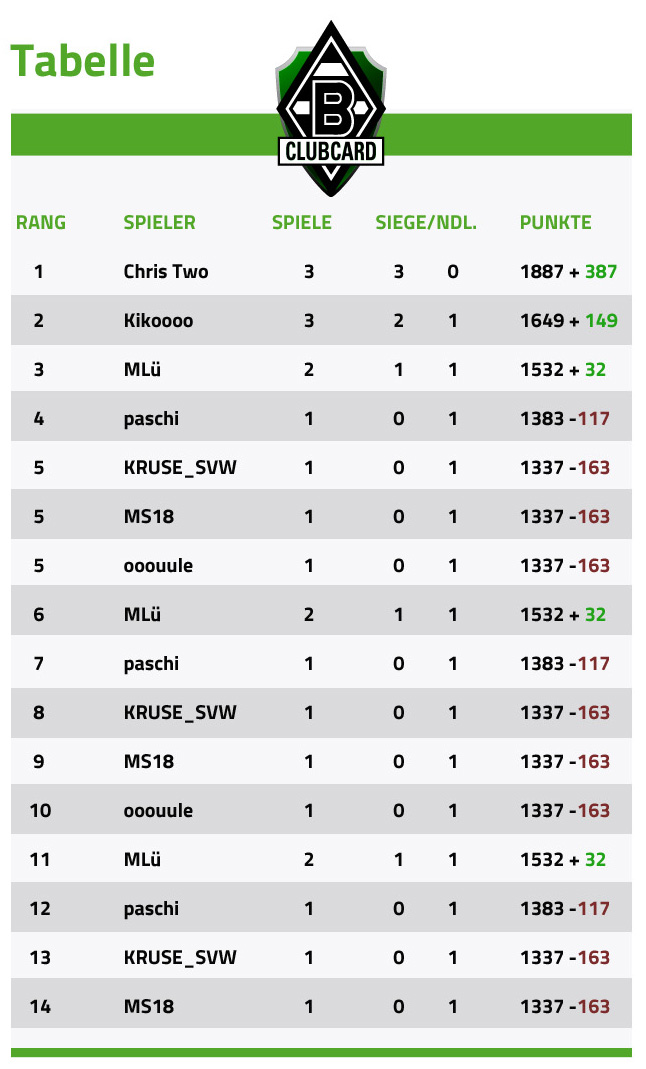 Tabelle
B
CLUBCARD
RANG SPIELER SPIELE SIEGE/NDL. PUNKTE
1 Chris Two 3 3 0 1887 + 387
2 Kikoooo 3 2 1 1649 + 149
3 MLü 2 1 1 1532 + 32
4 paschi 1 0 1 1383 -117
5 KRUSE_SVW 1 0 1 1337 -163
5 MS18 1 0 1 1337 -163
5 ooouule 1 0 1 1337 -163
6 MLü 2 1 1 1532 + 32
7 paschi 1 0 1 1383 -117
8 KRUSE_SVW 1 0 1 1337 -163
9 MS18 1 0 1 1337 -163
10 ooouule 1 0 1 1337 -163
11 MLü 2 1 1 1532 + 32
12 paschi 1 0 1 1383 -117
13 KRUSE_SVW 1 0 1 1337 -163
14 MS18 1 0 1 1337 -163